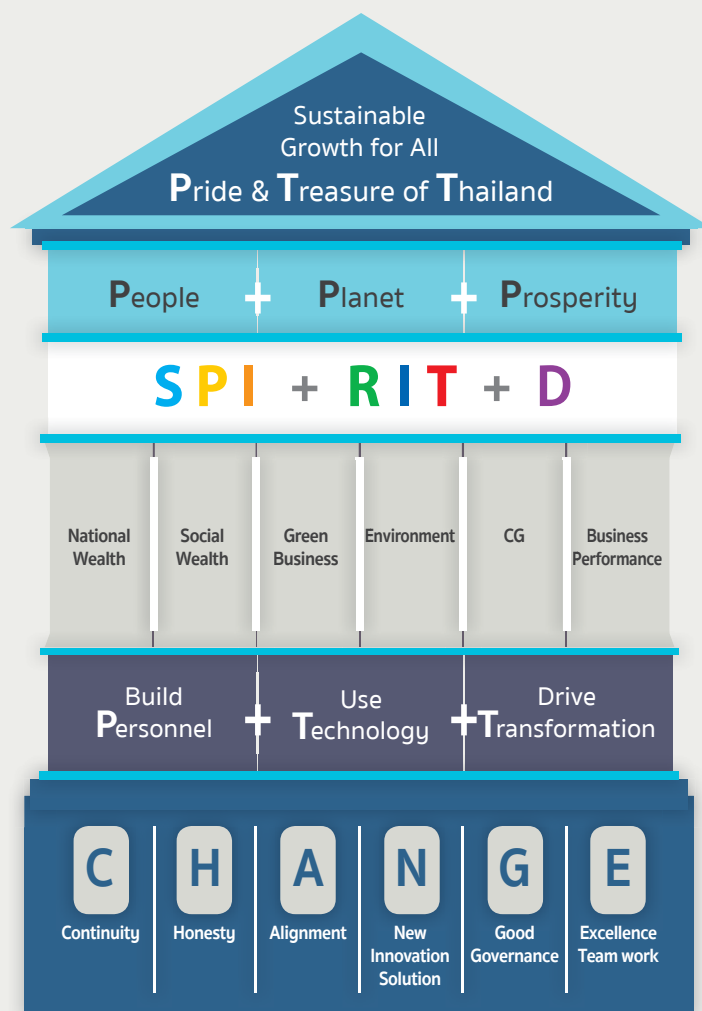 Sustainable
Growth for All
Pride & Treasure of Thailand
People + Planet + Prosperity
SPI + RIT + D
National
Wealth
Social
Wealth
Green
Business
Environment
CG
Business
Performance
Build
Personnel
+
Use
Technology
+
Drive
Transformation
C
Continuity
H
Honesty
A
Alignment
N
New
Innovation
Solution
G
Good
Governance
E
Excellence
Team work